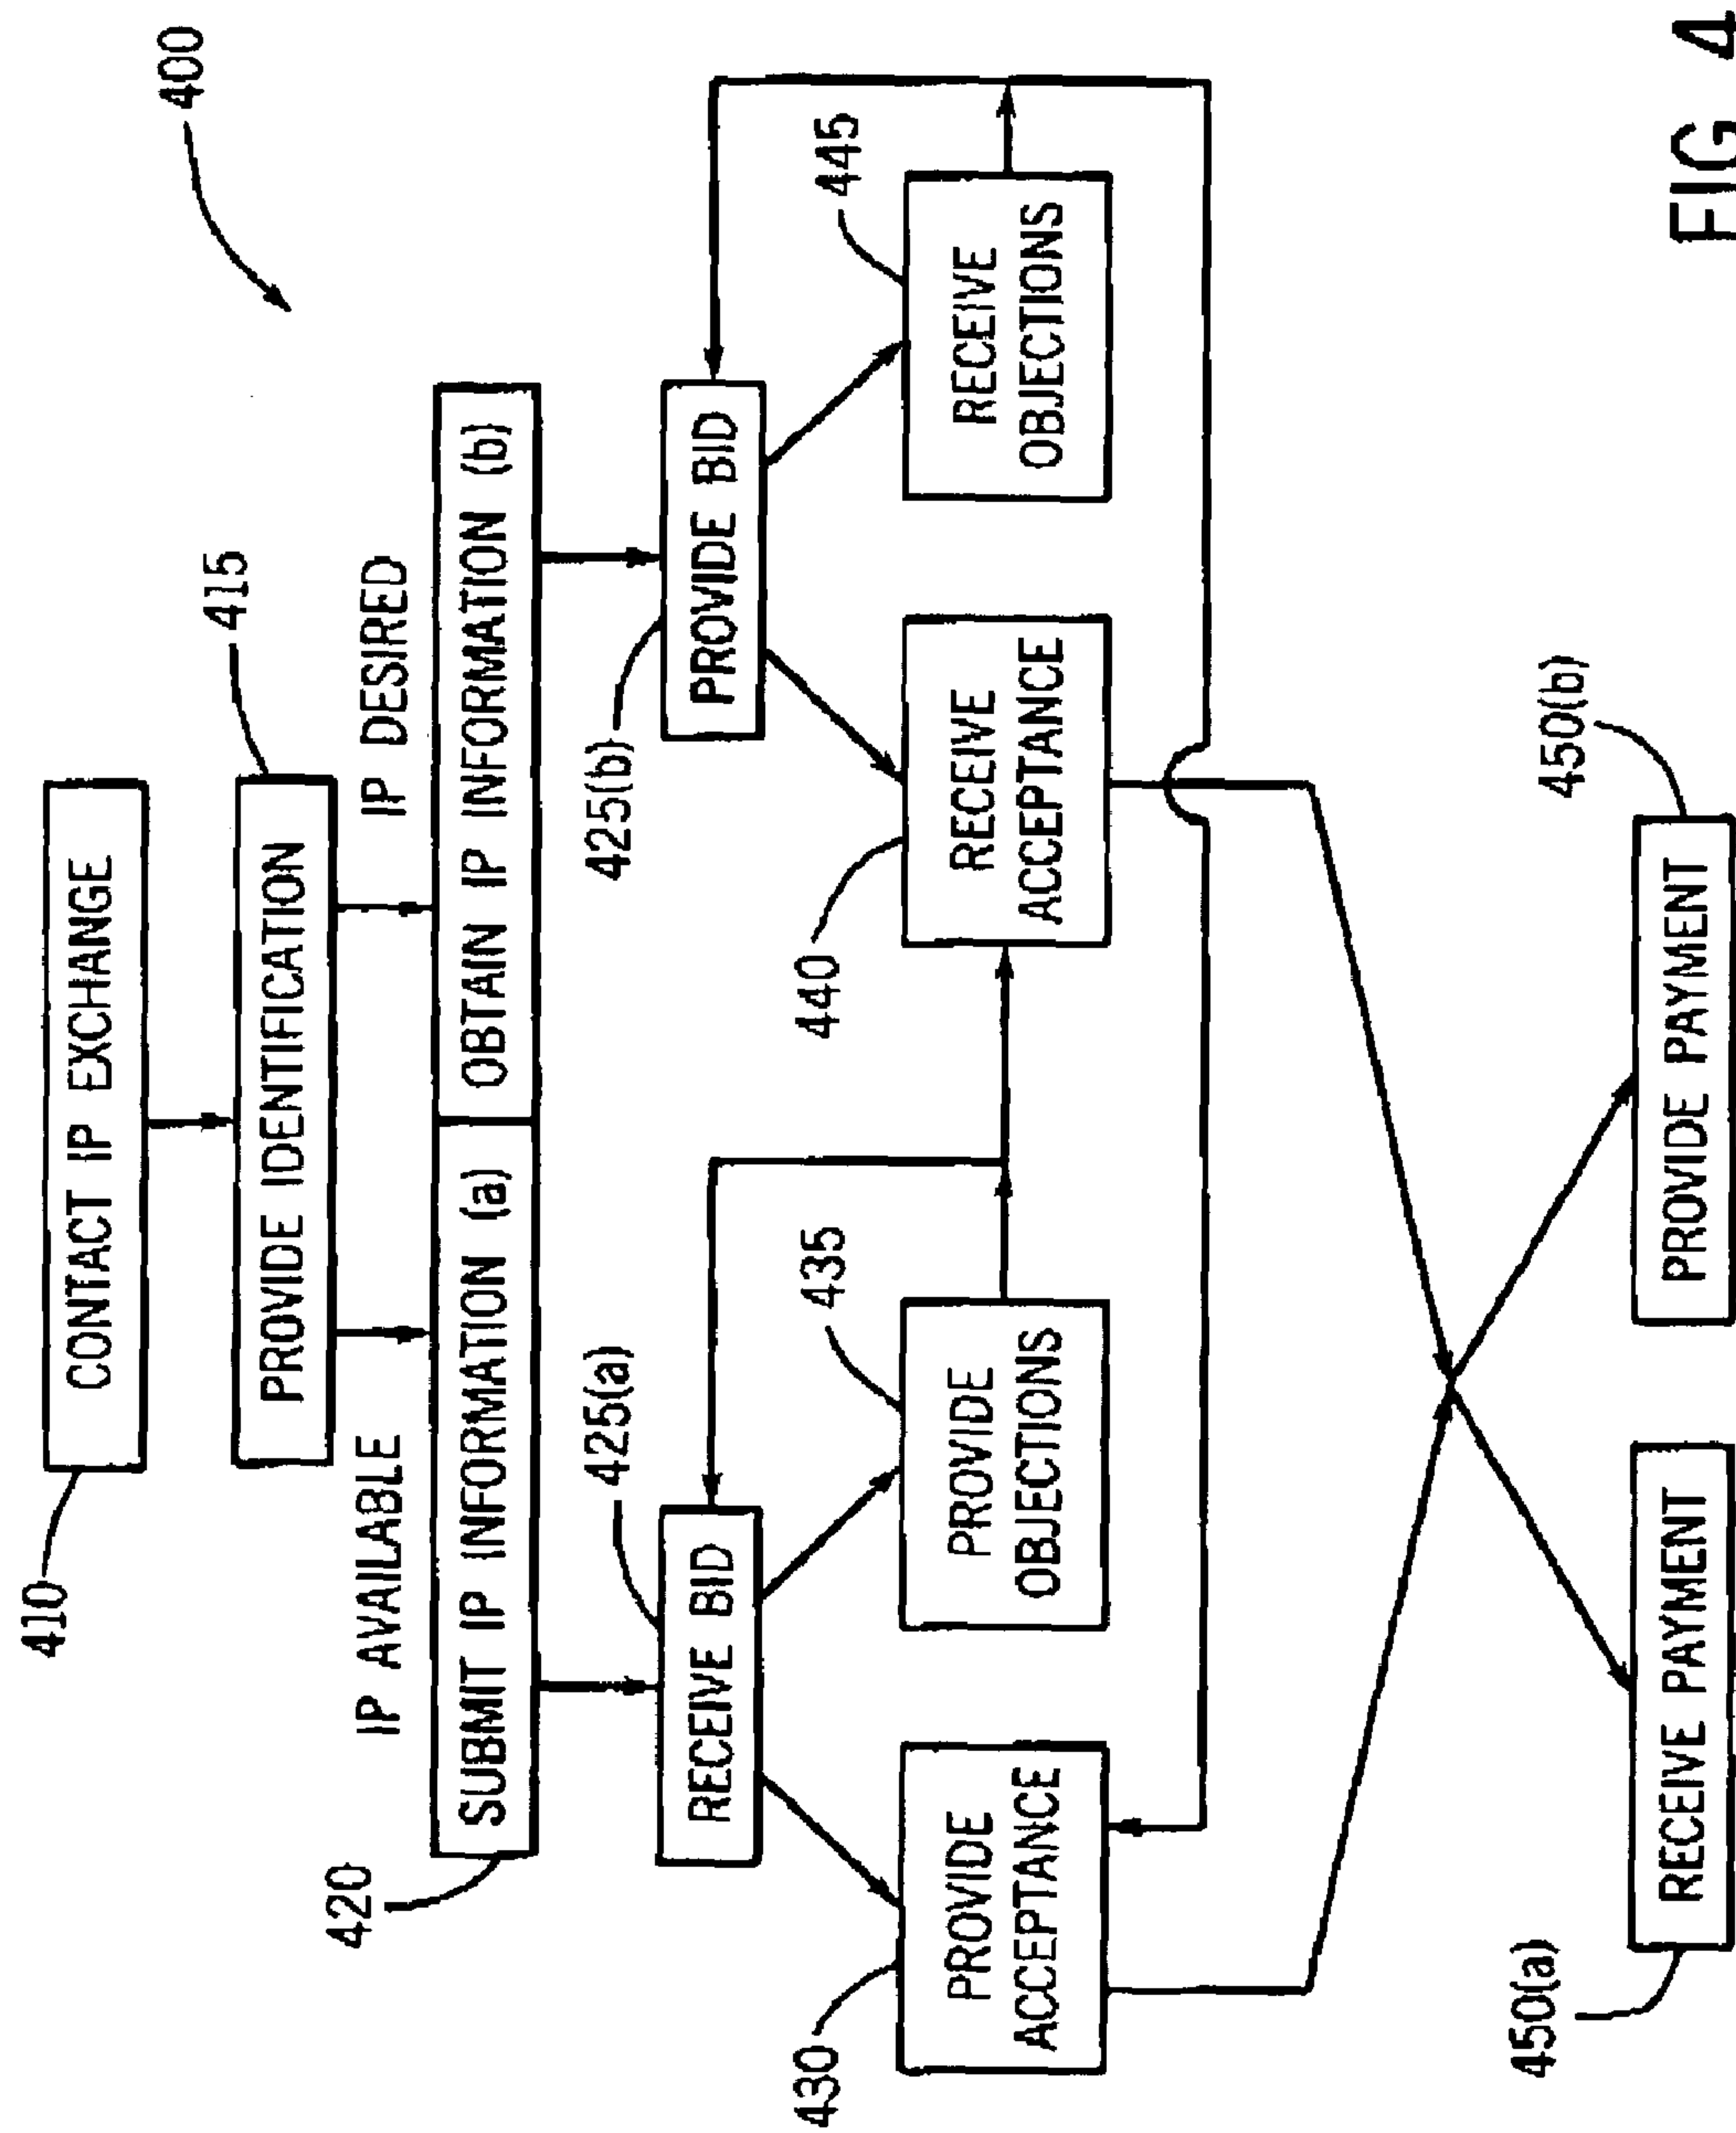 400
410
CONTACT IP EXCHANGE
415
PROVIDE IDENTIFICATION
IP AVAILABLE
IP DESIRED
420
SUBMIT IP INFORMATION (a)
OBTAIN IP INFORMATION (b)
425(a)
RECEIVE BID
425(b)
PROVIDE BID
430
PROVIDE
ACCEPTANCE
435
PROVIDE
OBJECTIONS
440
RECEIVE
ACCEPTANCE
445
RECEIVE
OBJECTIONS
450(a)
RECEIVE PAYMENT
450(b)
PROVIDE PAYMENT
FIG 4